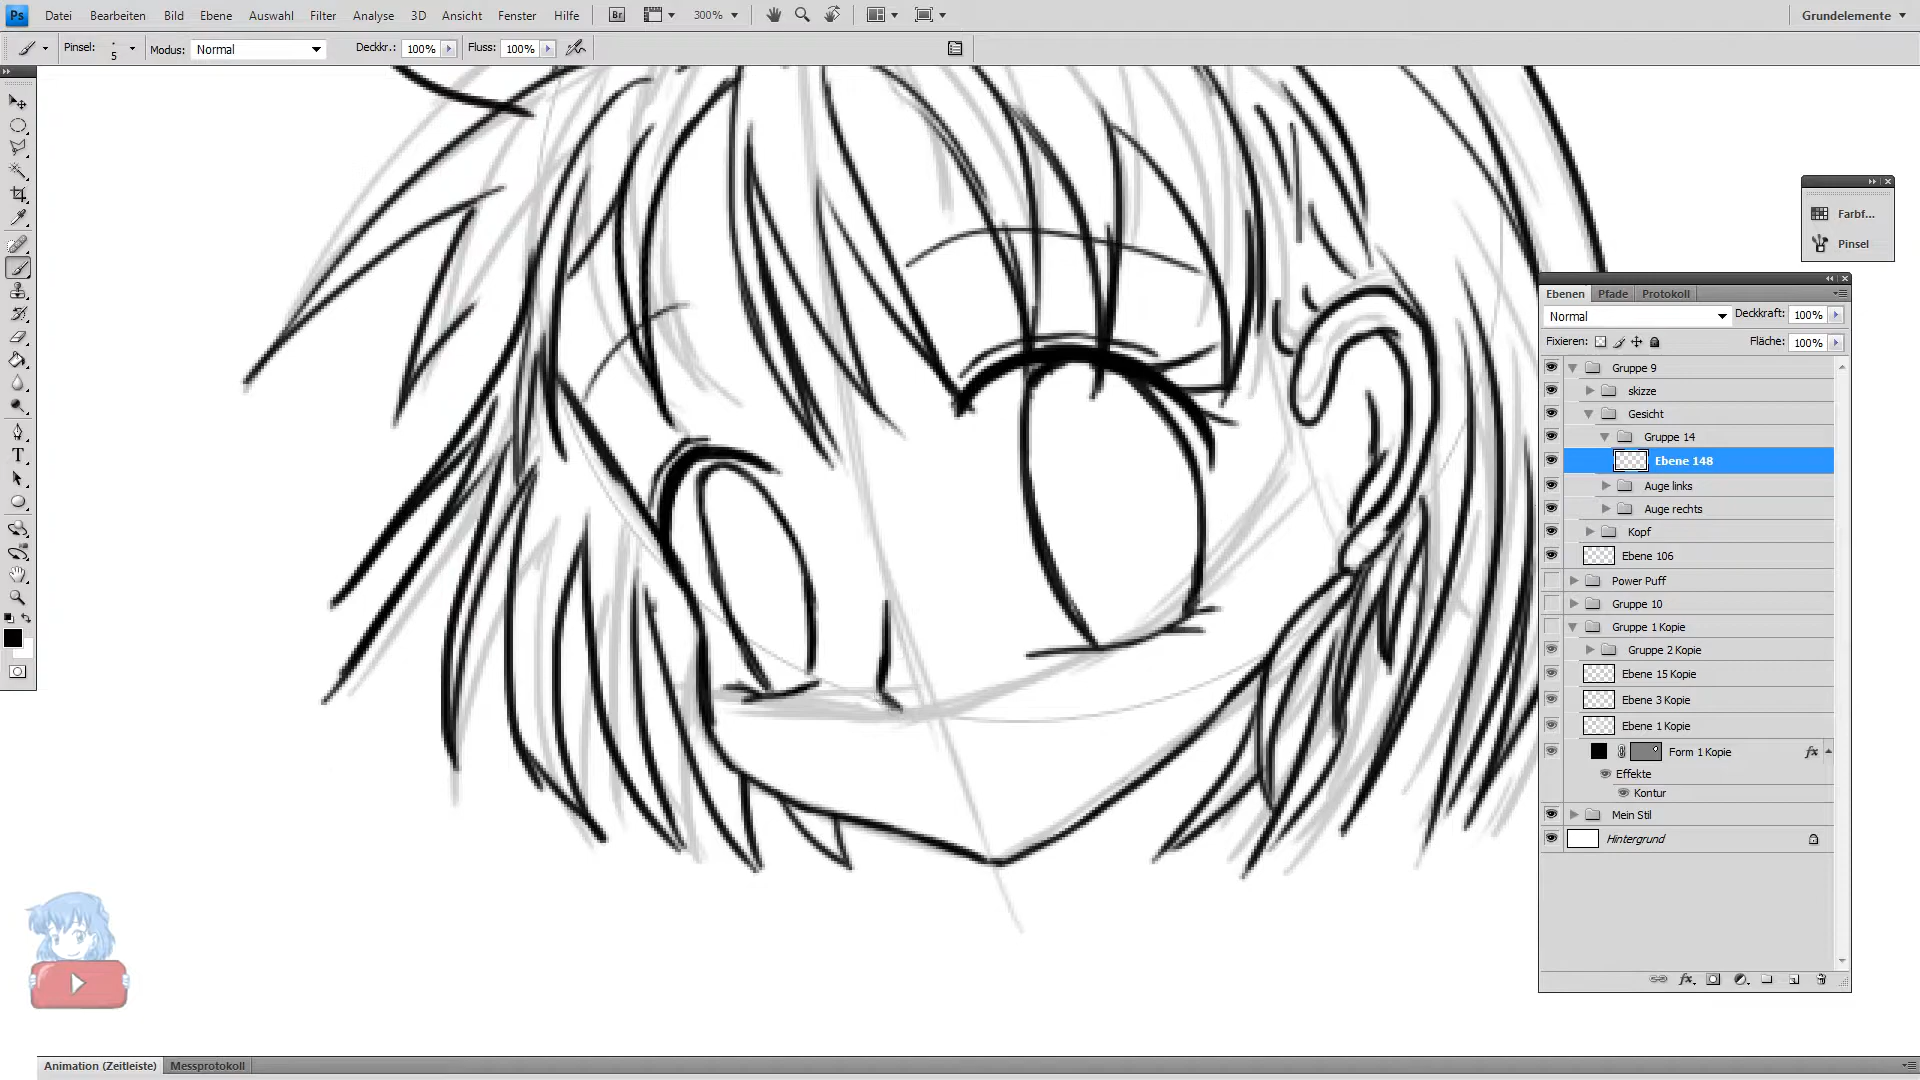 Ps Datei Bearbeiten Bild Ebene Auswahl Filter Analyse 3D Ansicht Fenster Hilfe Br 300% Grundelemente
Pinsel: 5 Modus: Normal Deckkr.: 100% Fluss: 100%
Farbf...
Pinsel
Ebenen Pfade Protokoll
Normal Deckkraft: 100%
Fixieren: Fläche: 100%
Gruppe 9
skizze
Gesicht
Gruppe 14
Ebene 148
Auge links
Auge rechts
Kopf
Ebene 106
Power Puff
Gruppe 10
Gruppe 1 Kopie
Gruppe 2 Kopie
Ebene 15 Kopie
Ebene 3 Kopie
Ebene 1 Kopie
Form 1 Kopie fx
Effekte
Kontur
Mein Stil
Hintergrund
fx
T
Animation (Zeitleiste) Messprotokoll